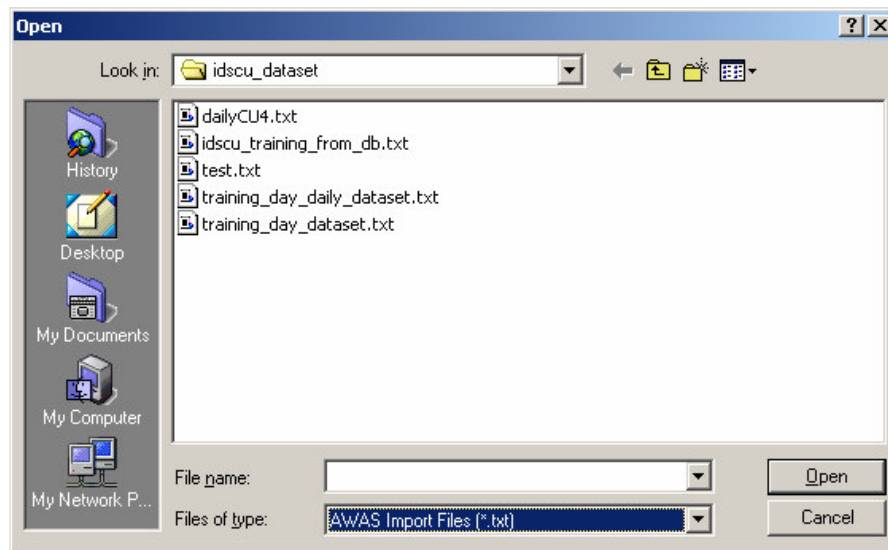 Open
Look in: idscu_dataset
History
Desktop
My Documents
My Computer
My Network P...
dailyCU4.txt
idscu_training_from_db.txt
test.txt
training_day_daily_dataset.txt
training_day_dataset.txt
File name:
Open
Files of type: AWAS Import Files (*.txt)
Cancel